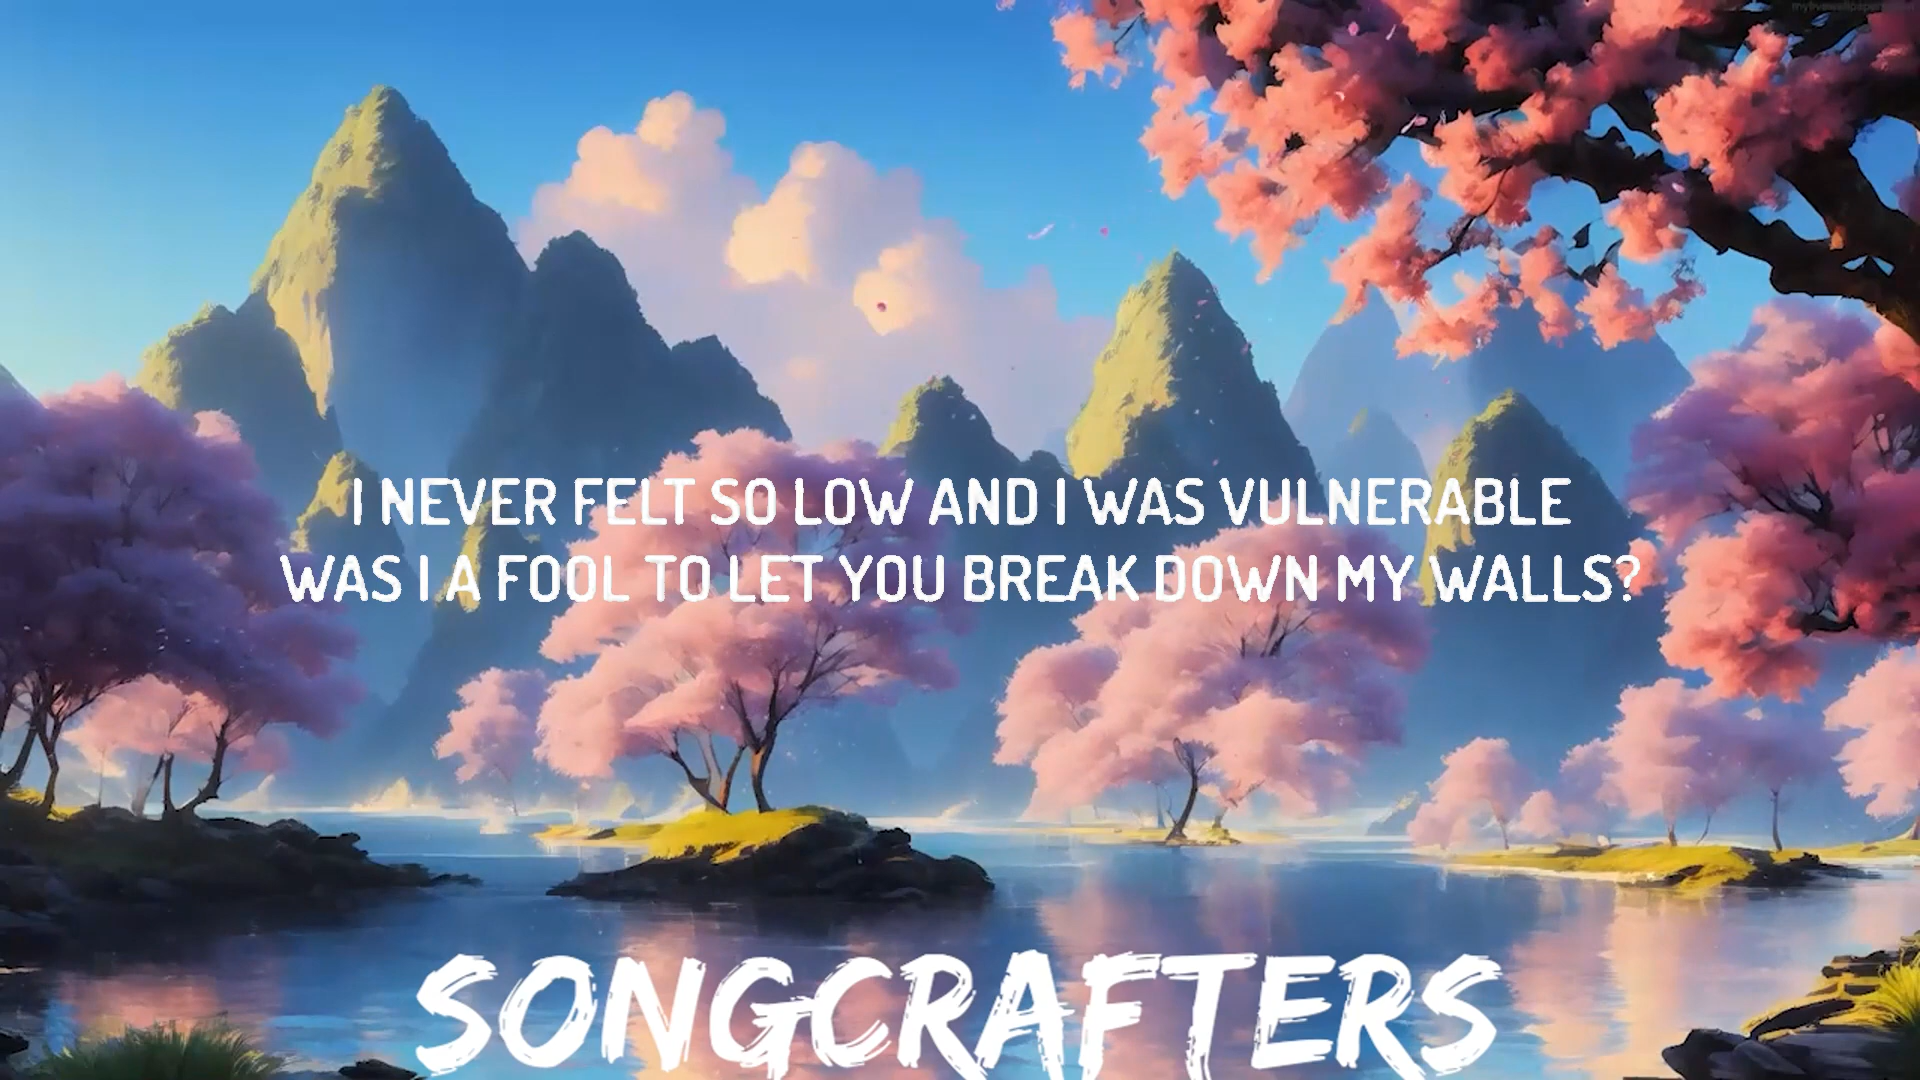 I NEVER FELT SO LOW AND I WAS VULNERABLE
WAS I A FOOL TO LET YOU BREAK DOWN MY WALLS?
SONGCRAFTERS